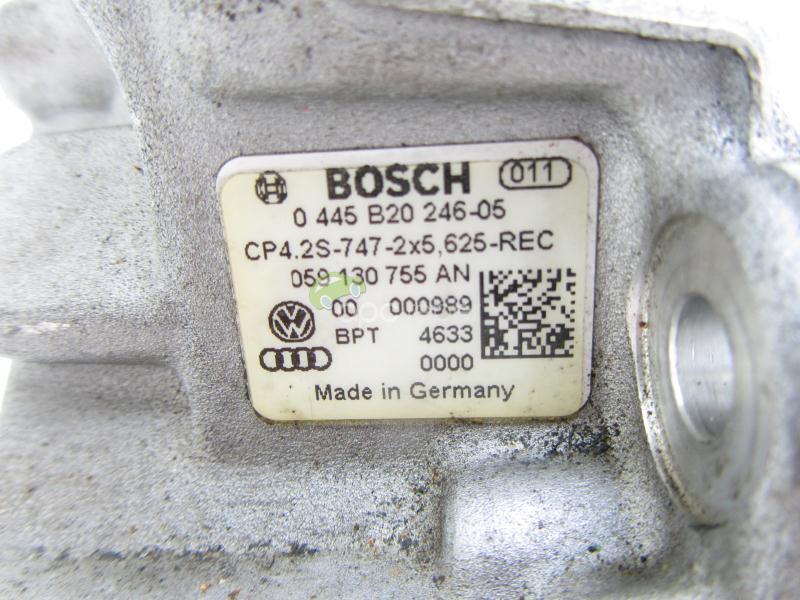 BOSCH 011
0 445 B20 246-05
CP4.2S-747-2x5,625-REC
059 130 755 AN
00 000989
BPT 4633
0000
Made in Germany